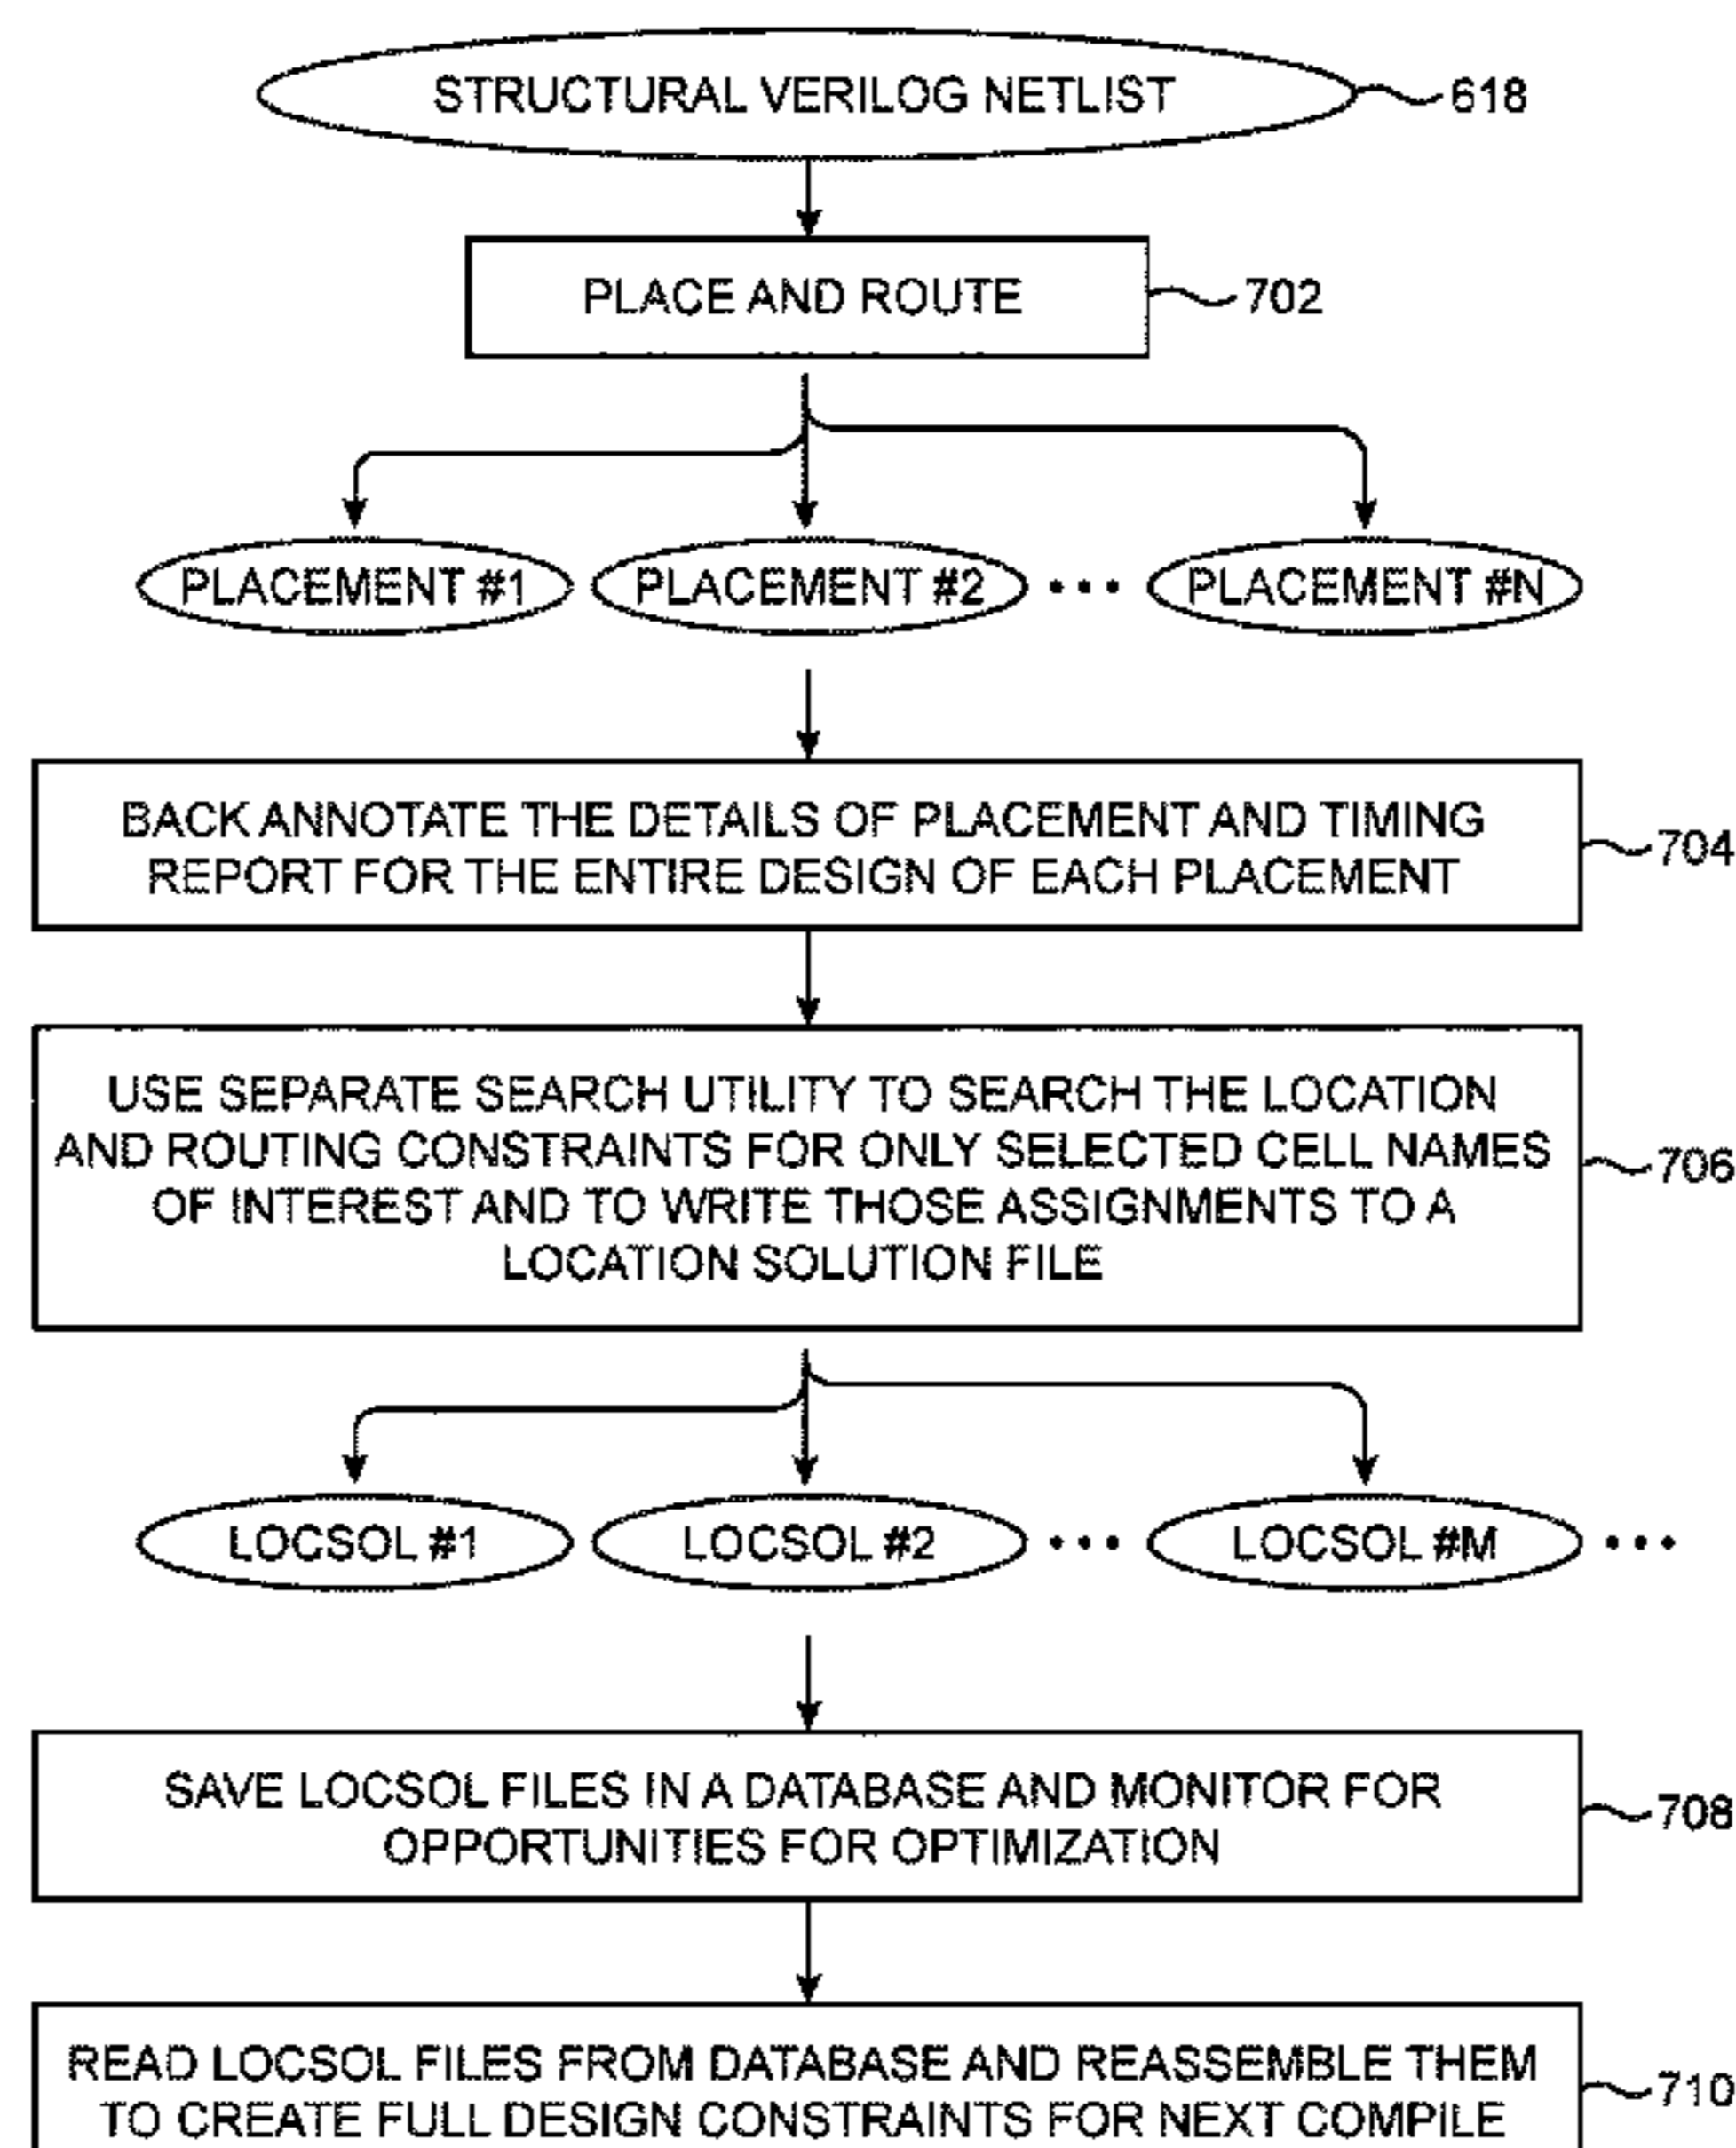 STRUCTURAL VERILOG NETLIST
618
PLACE AND ROUTE
702
PLACEMENT #1
PLACEMENT #2
PLACEMENT #N
BACK ANNOTATE THE DETAILS OF PLACEMENT AND TIMING
REPORT FOR THE ENTIRE DESIGN OF EACH PLACEMENT
704
USE SEPARATE SEARCH UTILITY TO SEARCH THE LOCATION
AND ROUTING CONSTRAINTS FOR ONLY SELECTED CELL NAMES
OF INTEREST AND TO WRITE THOSE ASSIGNMENTS TO A
LOCATION SOLUTION FILE
706
LOCSOL #1
LOCSOL #2
LOCSOL #M
SAVE LOCSOL FILES IN A DATABASE AND MONITOR FOR
OPPORTUNITIES FOR OPTIMIZATION
708
READ LOCSOL FILES FROM DATABASE AND REASSEMBLE THEM
TO CREATE FULL DESIGN CONSTRAINTS FOR NEXT COMPILE
710